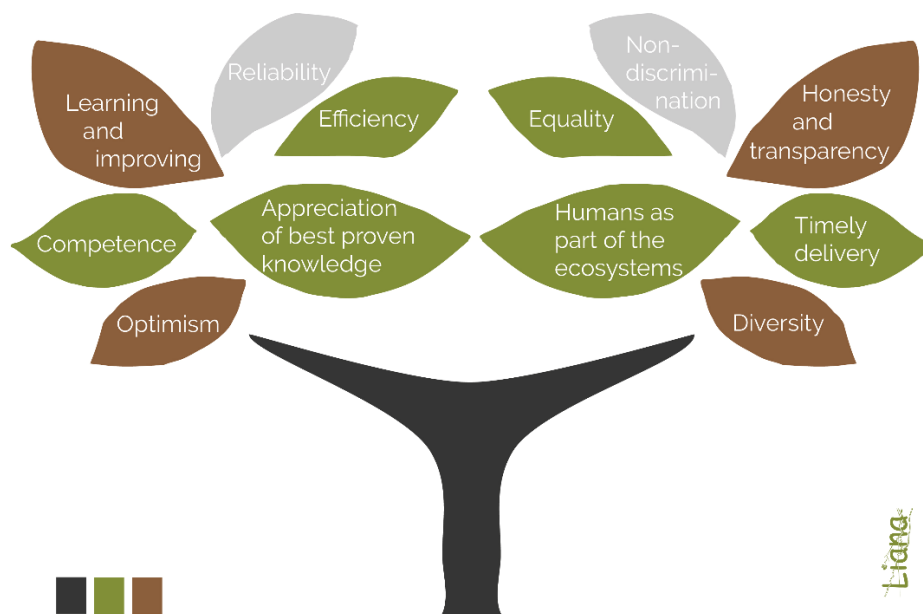 Reliability
Non-
discrimi-
nation
Learning
and
improving
Efficiency
Equality
Honesty
and
transparency
Competence
Appreciation
of best proven
knowledge
Humans as
part of the
ecosystems
Timely
delivery
Optimism
Diversity
Liana